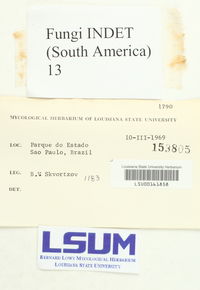 Fungi INDET
(South America)
13
1790
MYCOLOGICAL HERBARIUM OF LOUISIANA STATE UNIVERSITY
10-III-1969
LOC: Parque do Estado
Sao Paulo, Brazil
153805
Louisiana State University Herbarium
LSU00161858
LEG. B.V Skvortzov 1183
DET.
LSUM
BERNARD LOWY MYCOLOGICAL HERBARIUM
LOUISIANA STATE UNIVERSITY